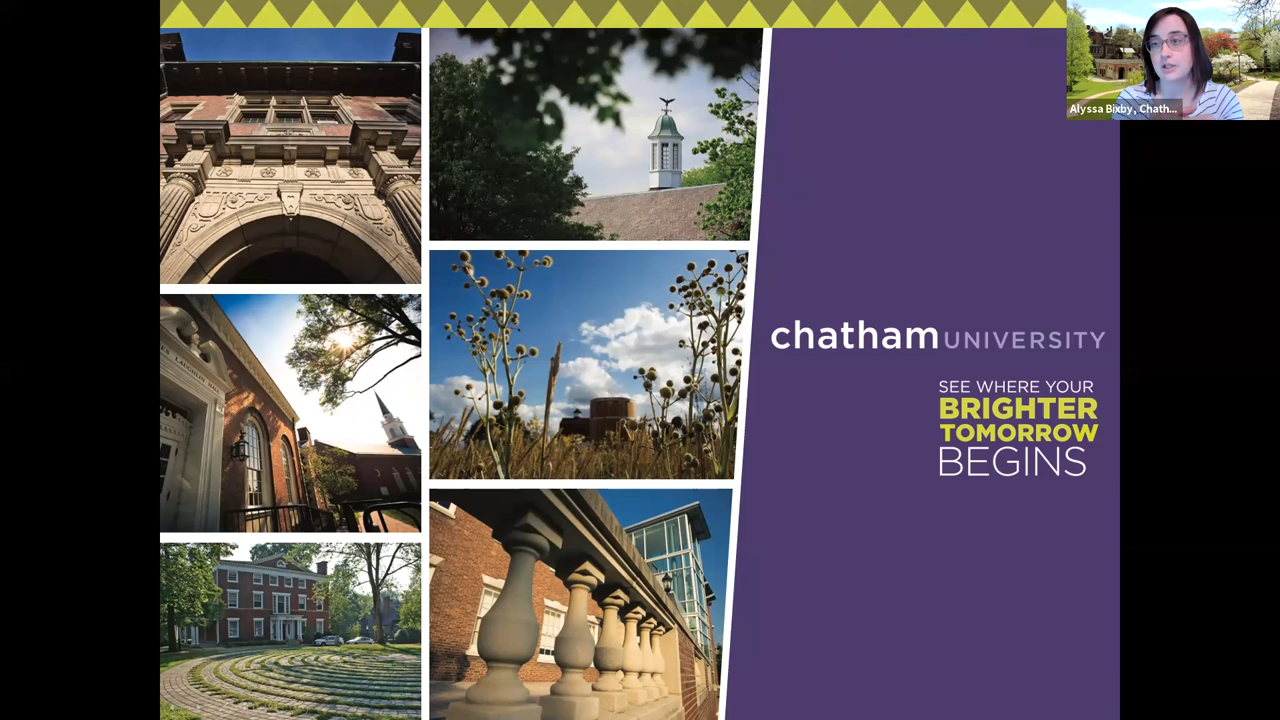 Alyssa Bixby, Chath...
chatham UNIVERSITY
SEE WHERE YOUR
BRIGHTER
TOMORROW
BEGINS